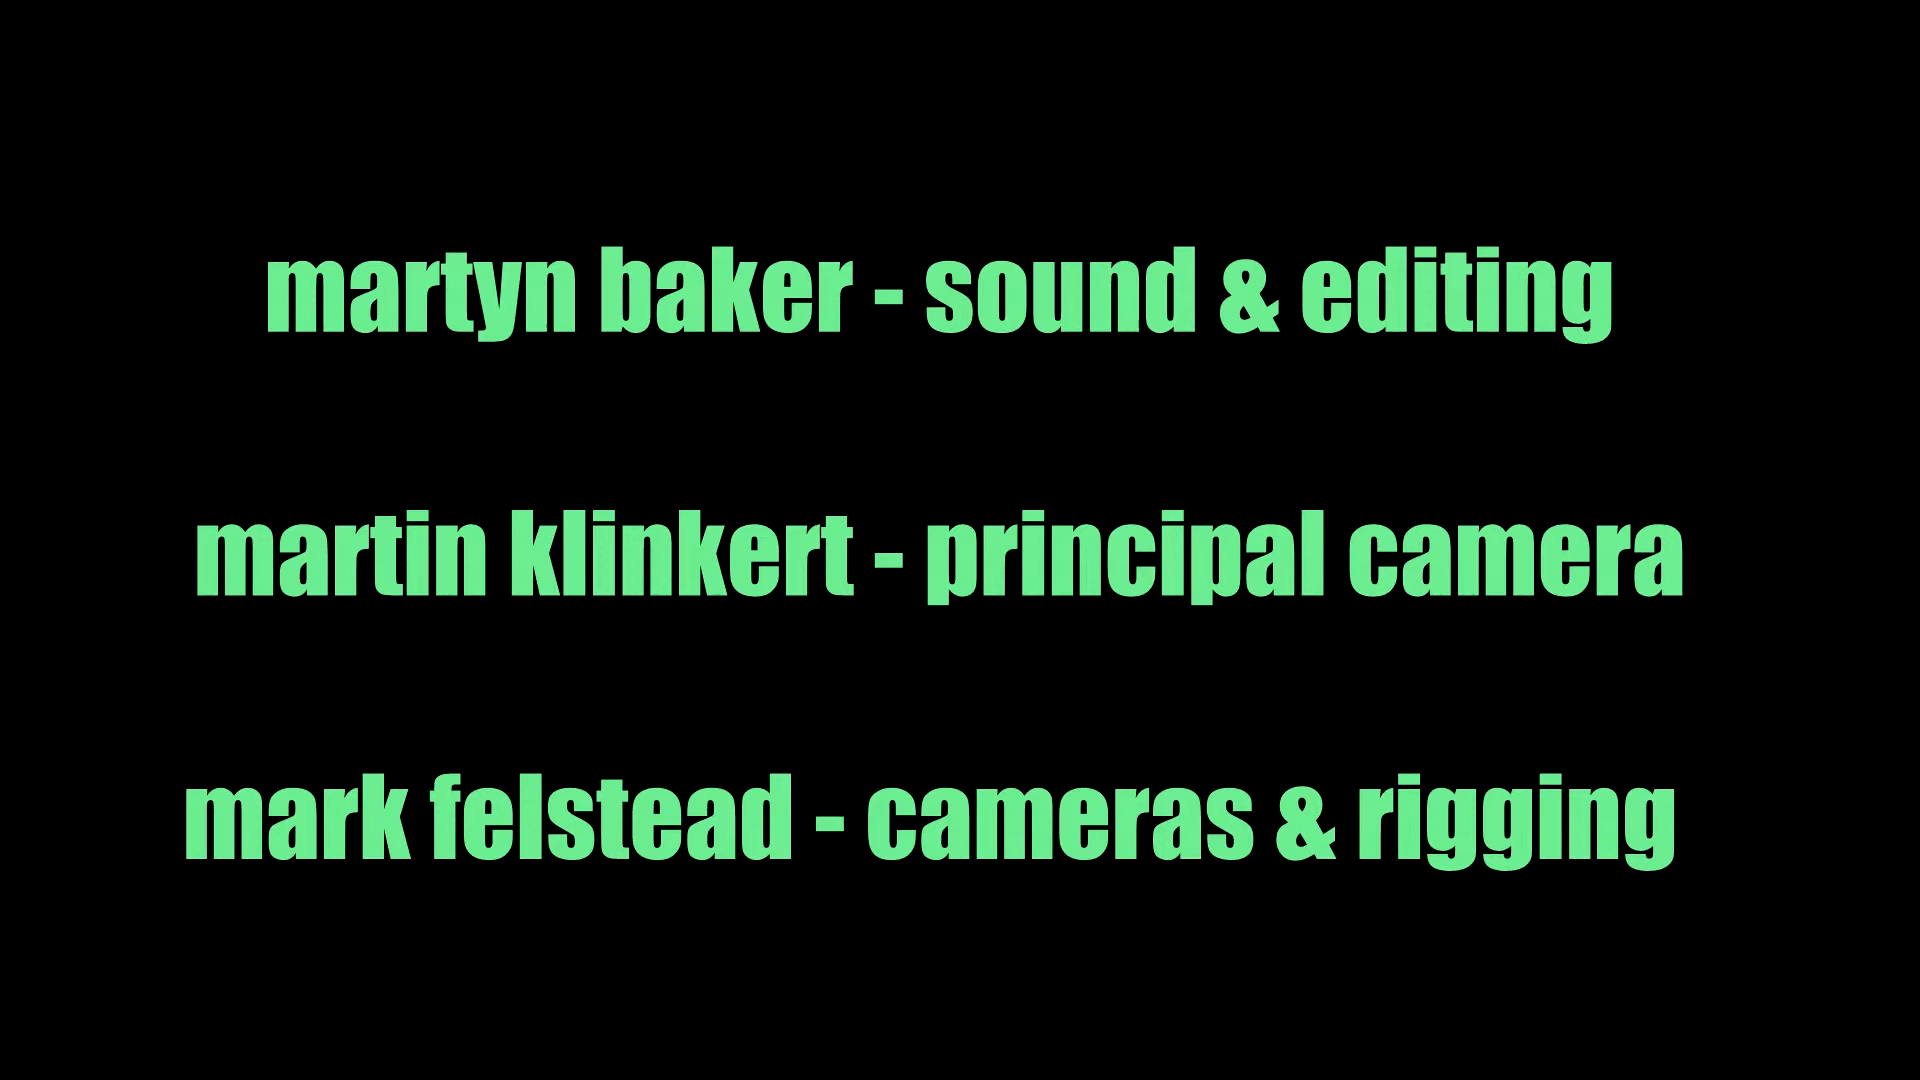 martyn baker - sound & editing
martin klinkert - principal camera
mark felstead - cameras & rigging